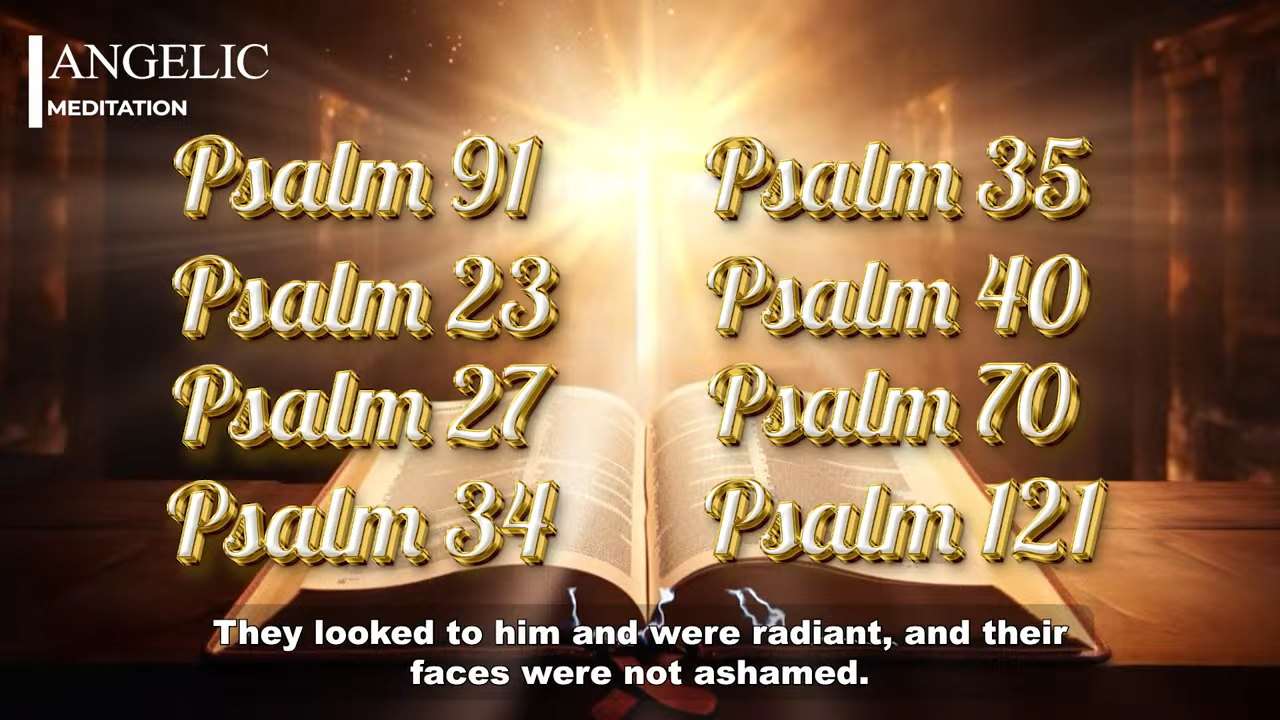 ANGELIC
MEDITATION
Psalm 91
Psalm 23
Psalm 27
Psalm 34
Psalm 35
Psalm 40
Psalm 70
Psalm 121
They looked to him and were radiant, and their
faces were not ashamed.